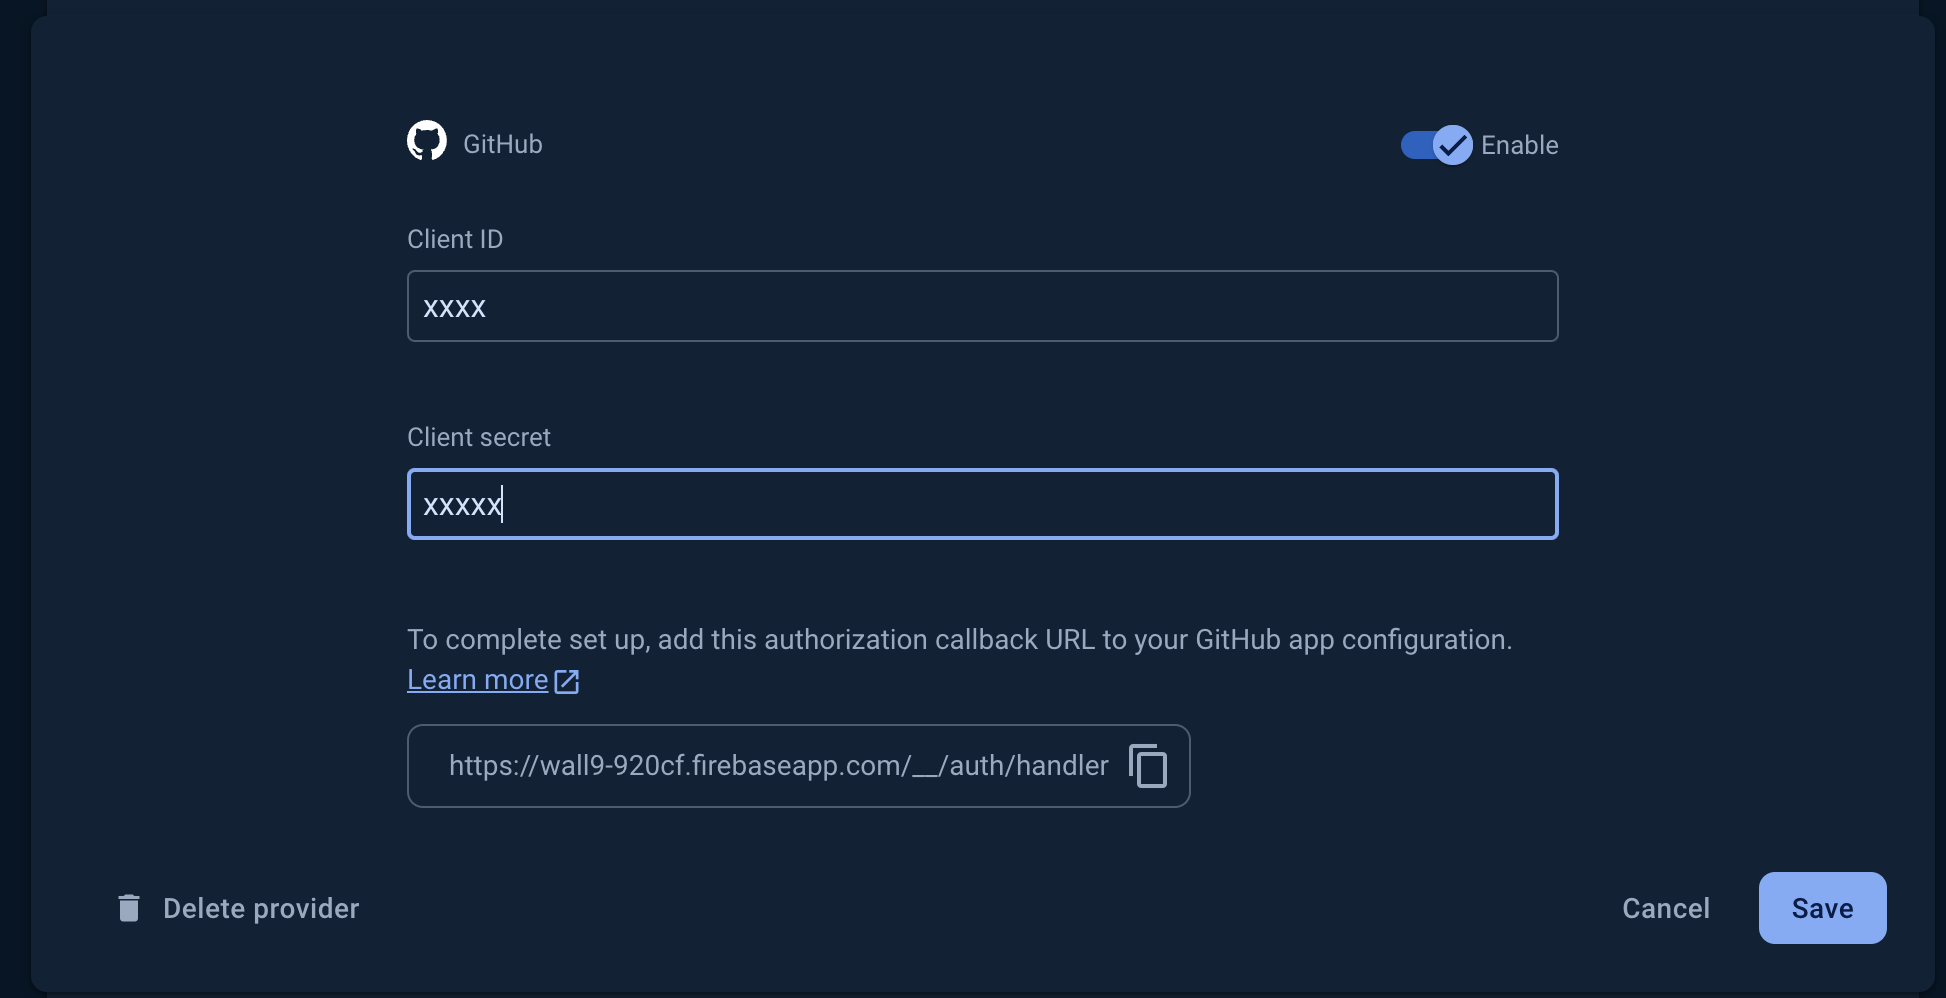 GitHub
Enable
Client ID
xxxx
Client secret
xxxxx
To complete set up, add this authorization callback URL to your GitHub app configuration.
Learn more
https://wall9-920cf.firebaseapp.com/__/auth/handler
Delete provider
Cancel
Save